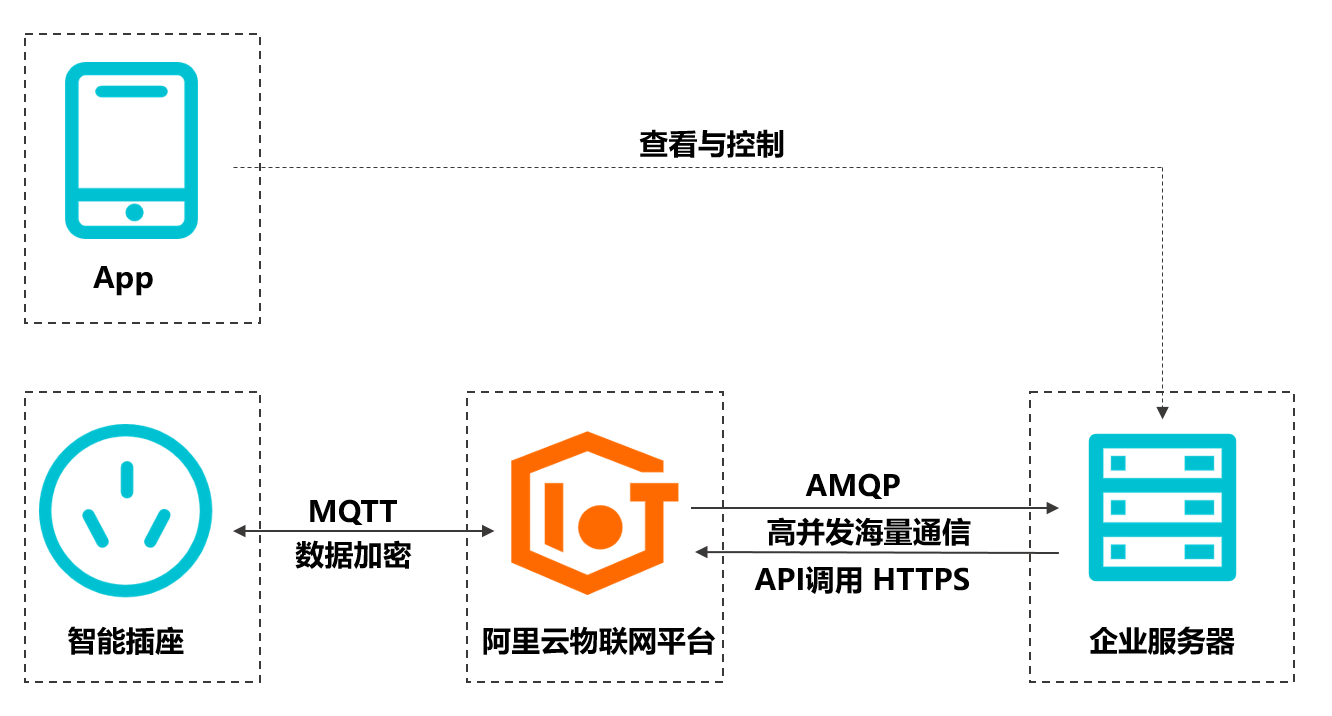 查看与控制
App
MQTT
数据加密
AMQP
高并发海量通信
API调用 HTTPS
智能插座
阿里云物联网平台
企业服务器